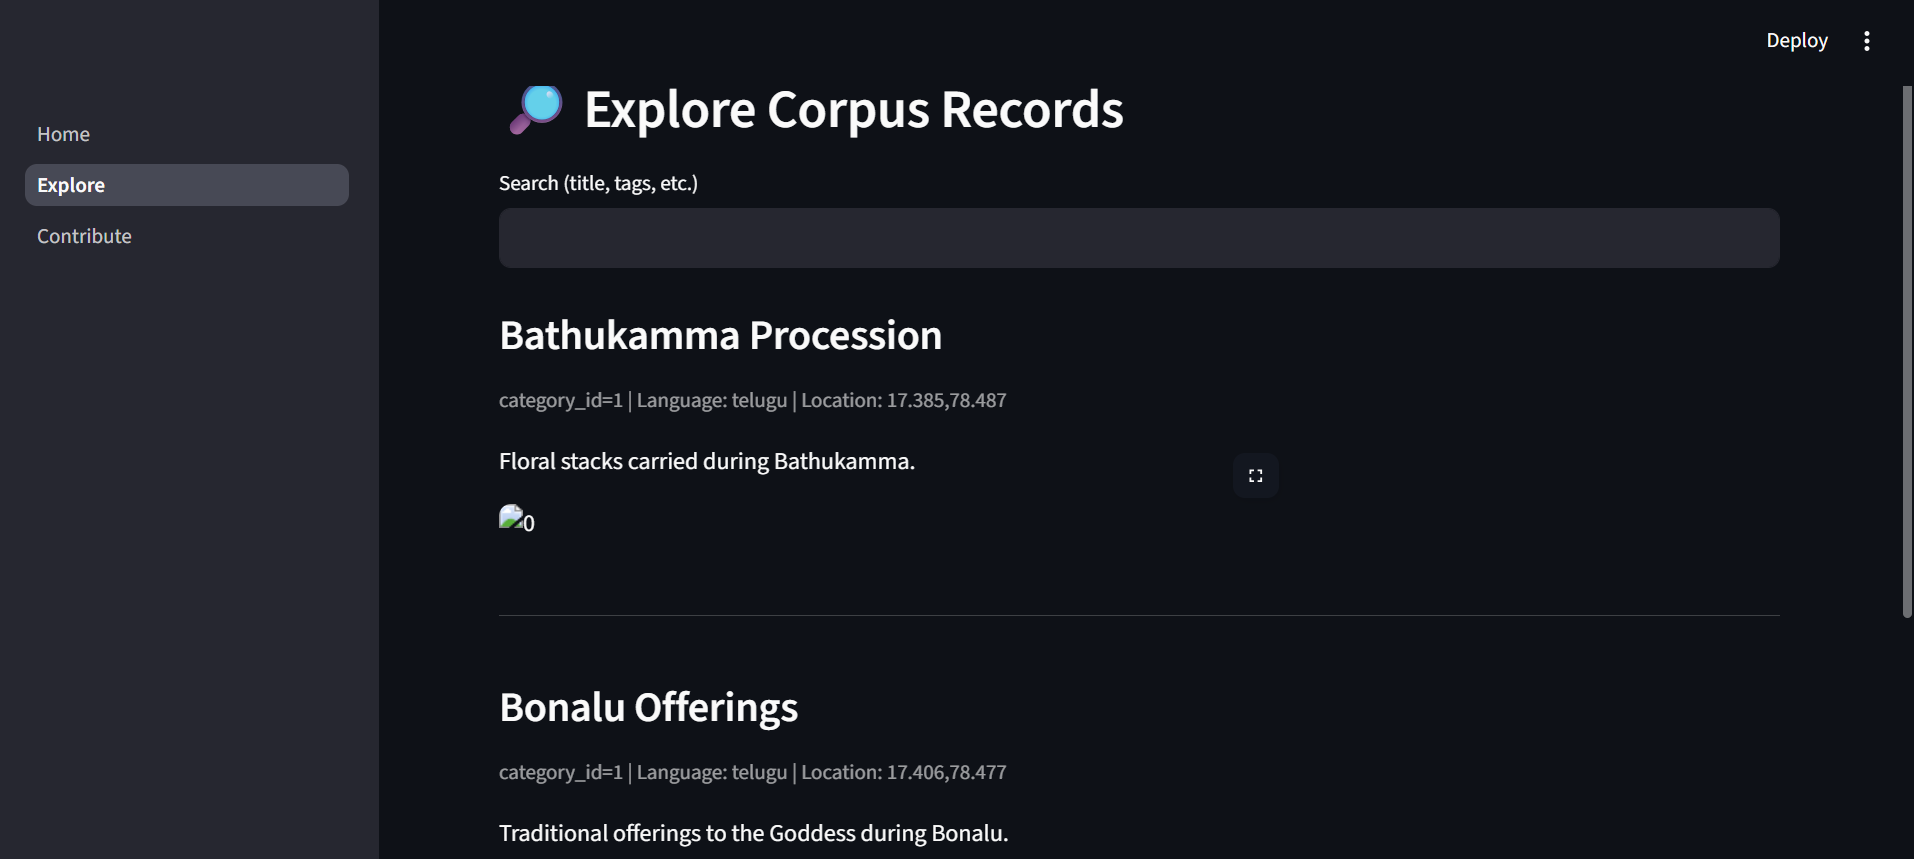 Deploy
Home
Explore
Contribute
Explore Corpus Records
Search (title, tags, etc.)
Bathukamma Procession
category_id=1 | Language: telugu | Location: 17.385,78.487
Floral stacks carried during Bathukamma.
0
Bonalu Offerings
category_id=1 | Language: telugu | Location: 17.406,78.477
Traditional offerings to the Goddess during Bonalu.